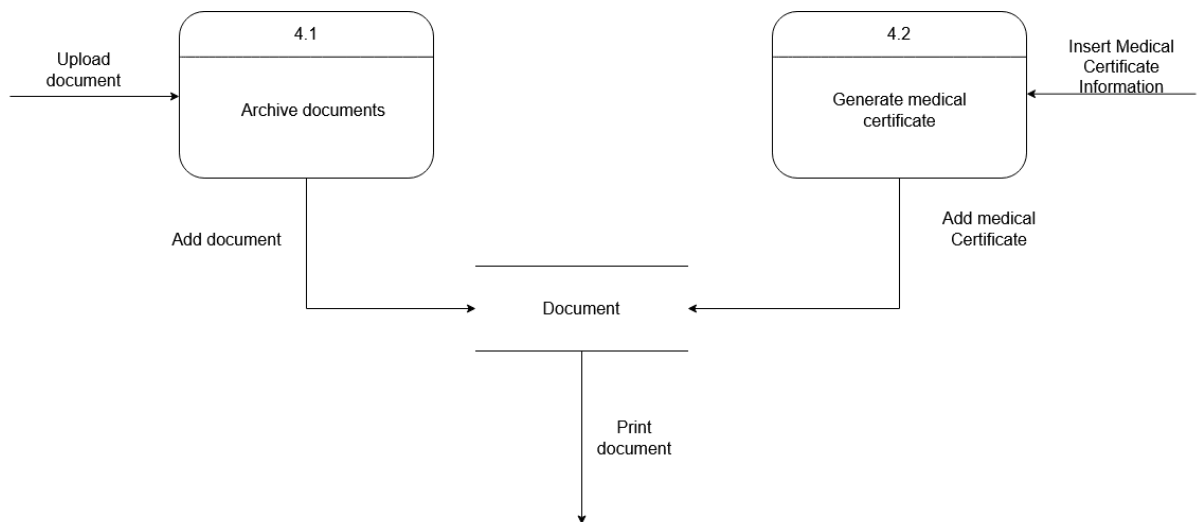 4.1
4.2
Upload
document
Insert Medical
Certificate
Information
Archive documents
Generate medical
certificate
Add document
Add medical
Certificate
Document
Print
document